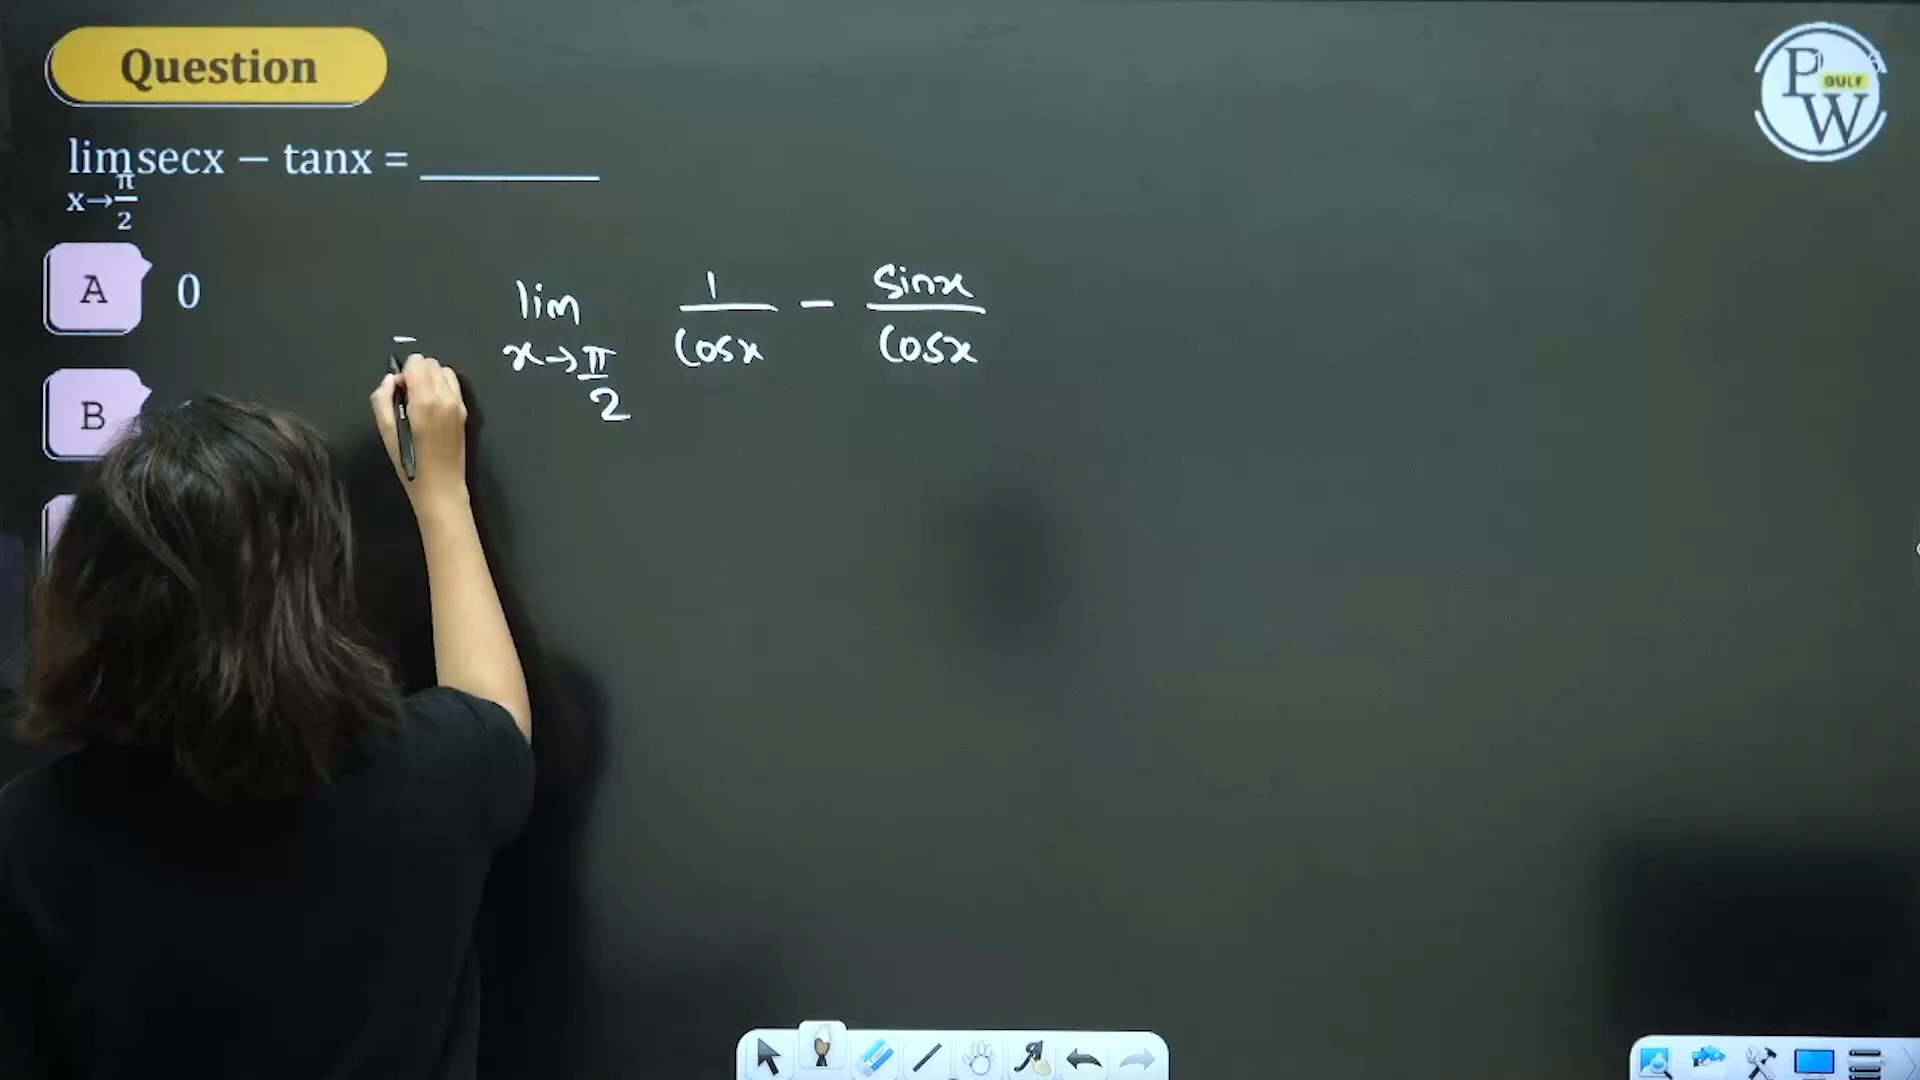 Question
lim secx − tanx = ________
x→π/2
A 0
B
lim 1/cosx − sinx/cosx
x→π/2
=
PW GULF